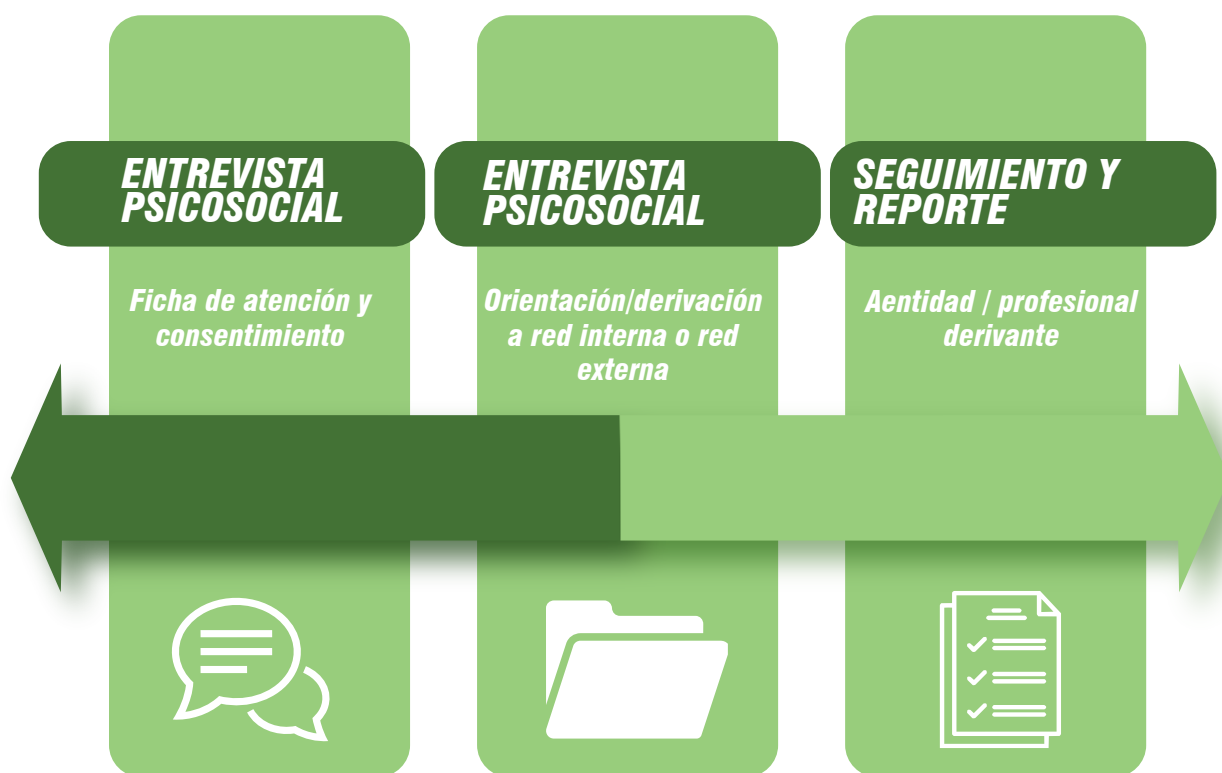 ENTREVISTA
PSICOSOCIAL
Ficha de atención y
consentimiento
ENTREVISTA
PSICOSOCIAL
Orientación/derivación
a red interna o red
externa
SEGUIMIENTO Y
REPORTE
Aentidad / profesional
derivante